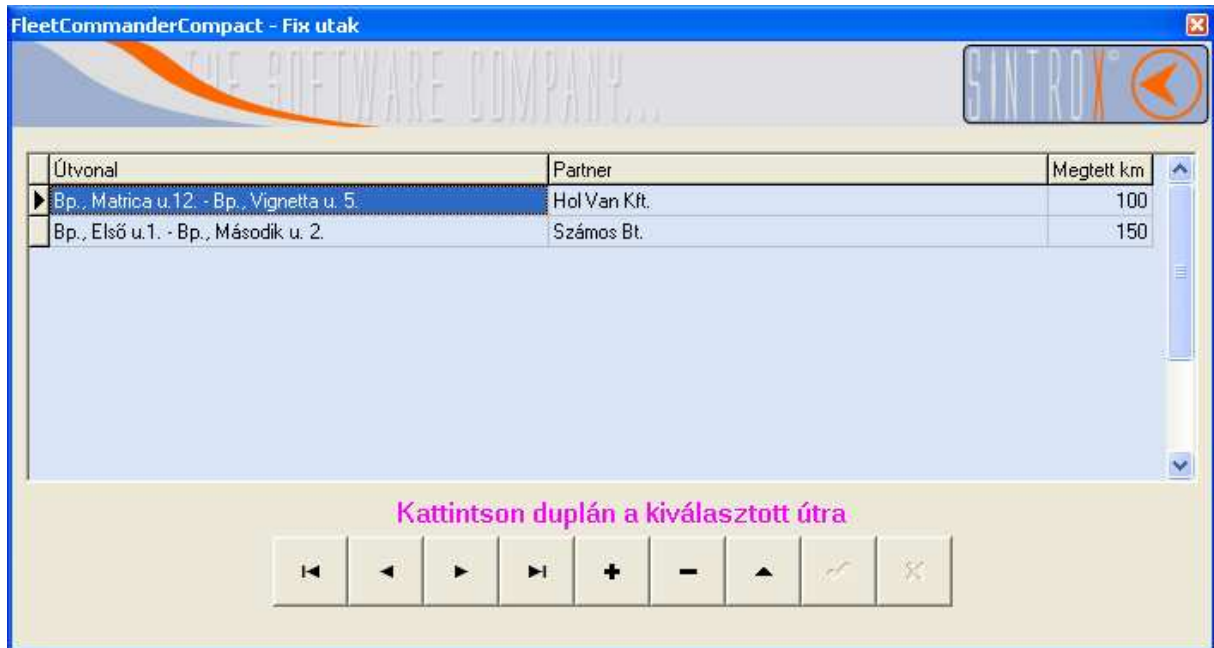 FleetCommanderCompact - Fix utak
THE SOFTWARE COMPANY...
SINTROX
Útvonal Partner Megtett km
Bp., Matrica u.12. - Bp., Vignetta u. 5. Hol Van Kft. 100
Bp., Első u.1. - Bp., Második u. 2. Számos Bt. 150
Kattintson duplán a kiválasztott útra